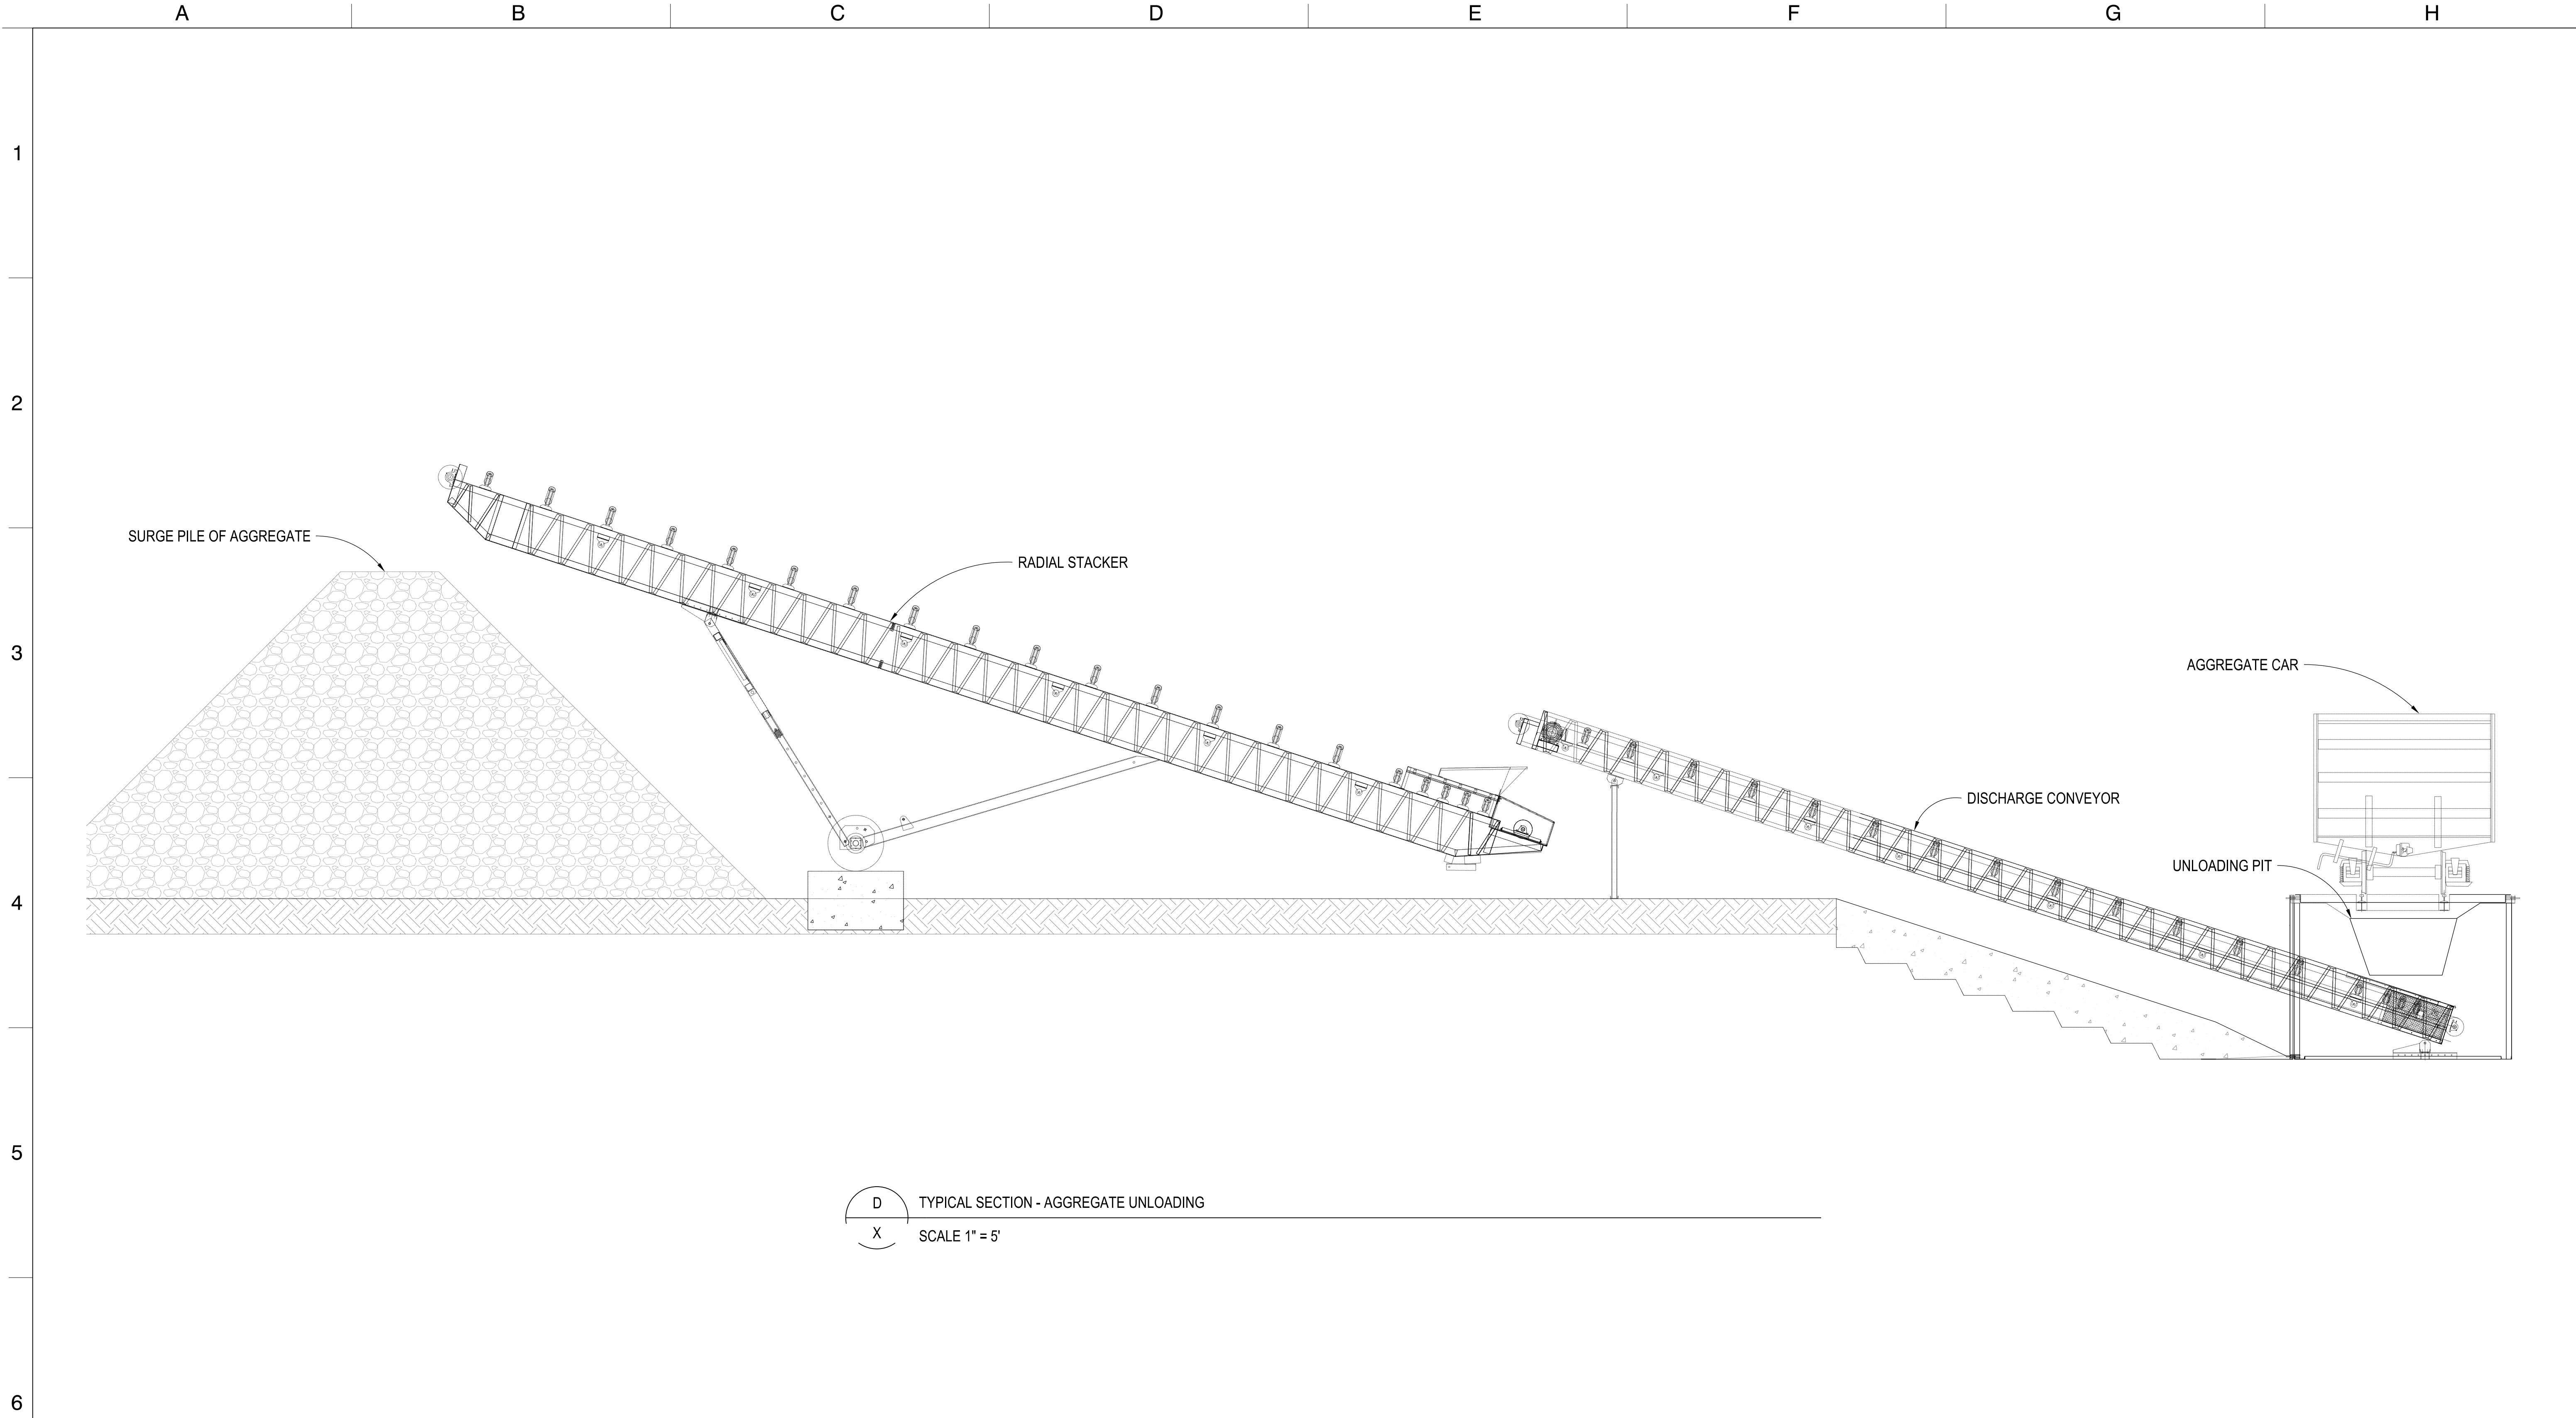 A B C D E F G H
1
2
SURGE PILE OF AGGREGATE
RADIAL STACKER
3
AGGREGATE CAR
DISCHARGE CONVEYOR
UNLOADING PIT
4
5
D TYPICAL SECTION - AGGREGATE UNLOADING
X SCALE 1" = 5'
6